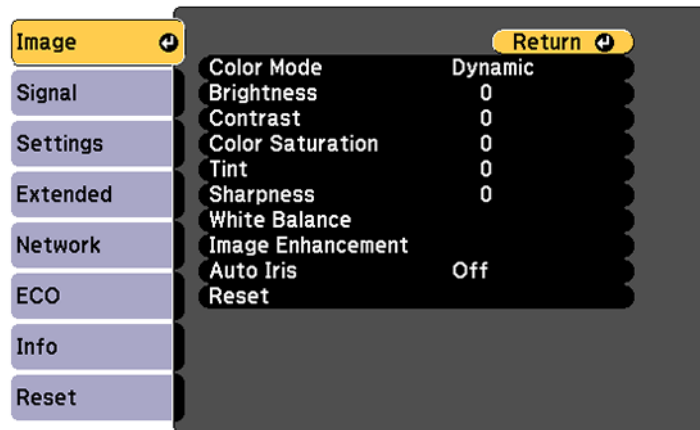 Image
Signal
Settings
Extended
Network
ECO
Info
Reset
Return
Color Mode Dynamic
Brightness 0
Contrast 0
Color Saturation 0
Tint 0
Sharpness 0
White Balance
Image Enhancement
Auto Iris Off
Reset